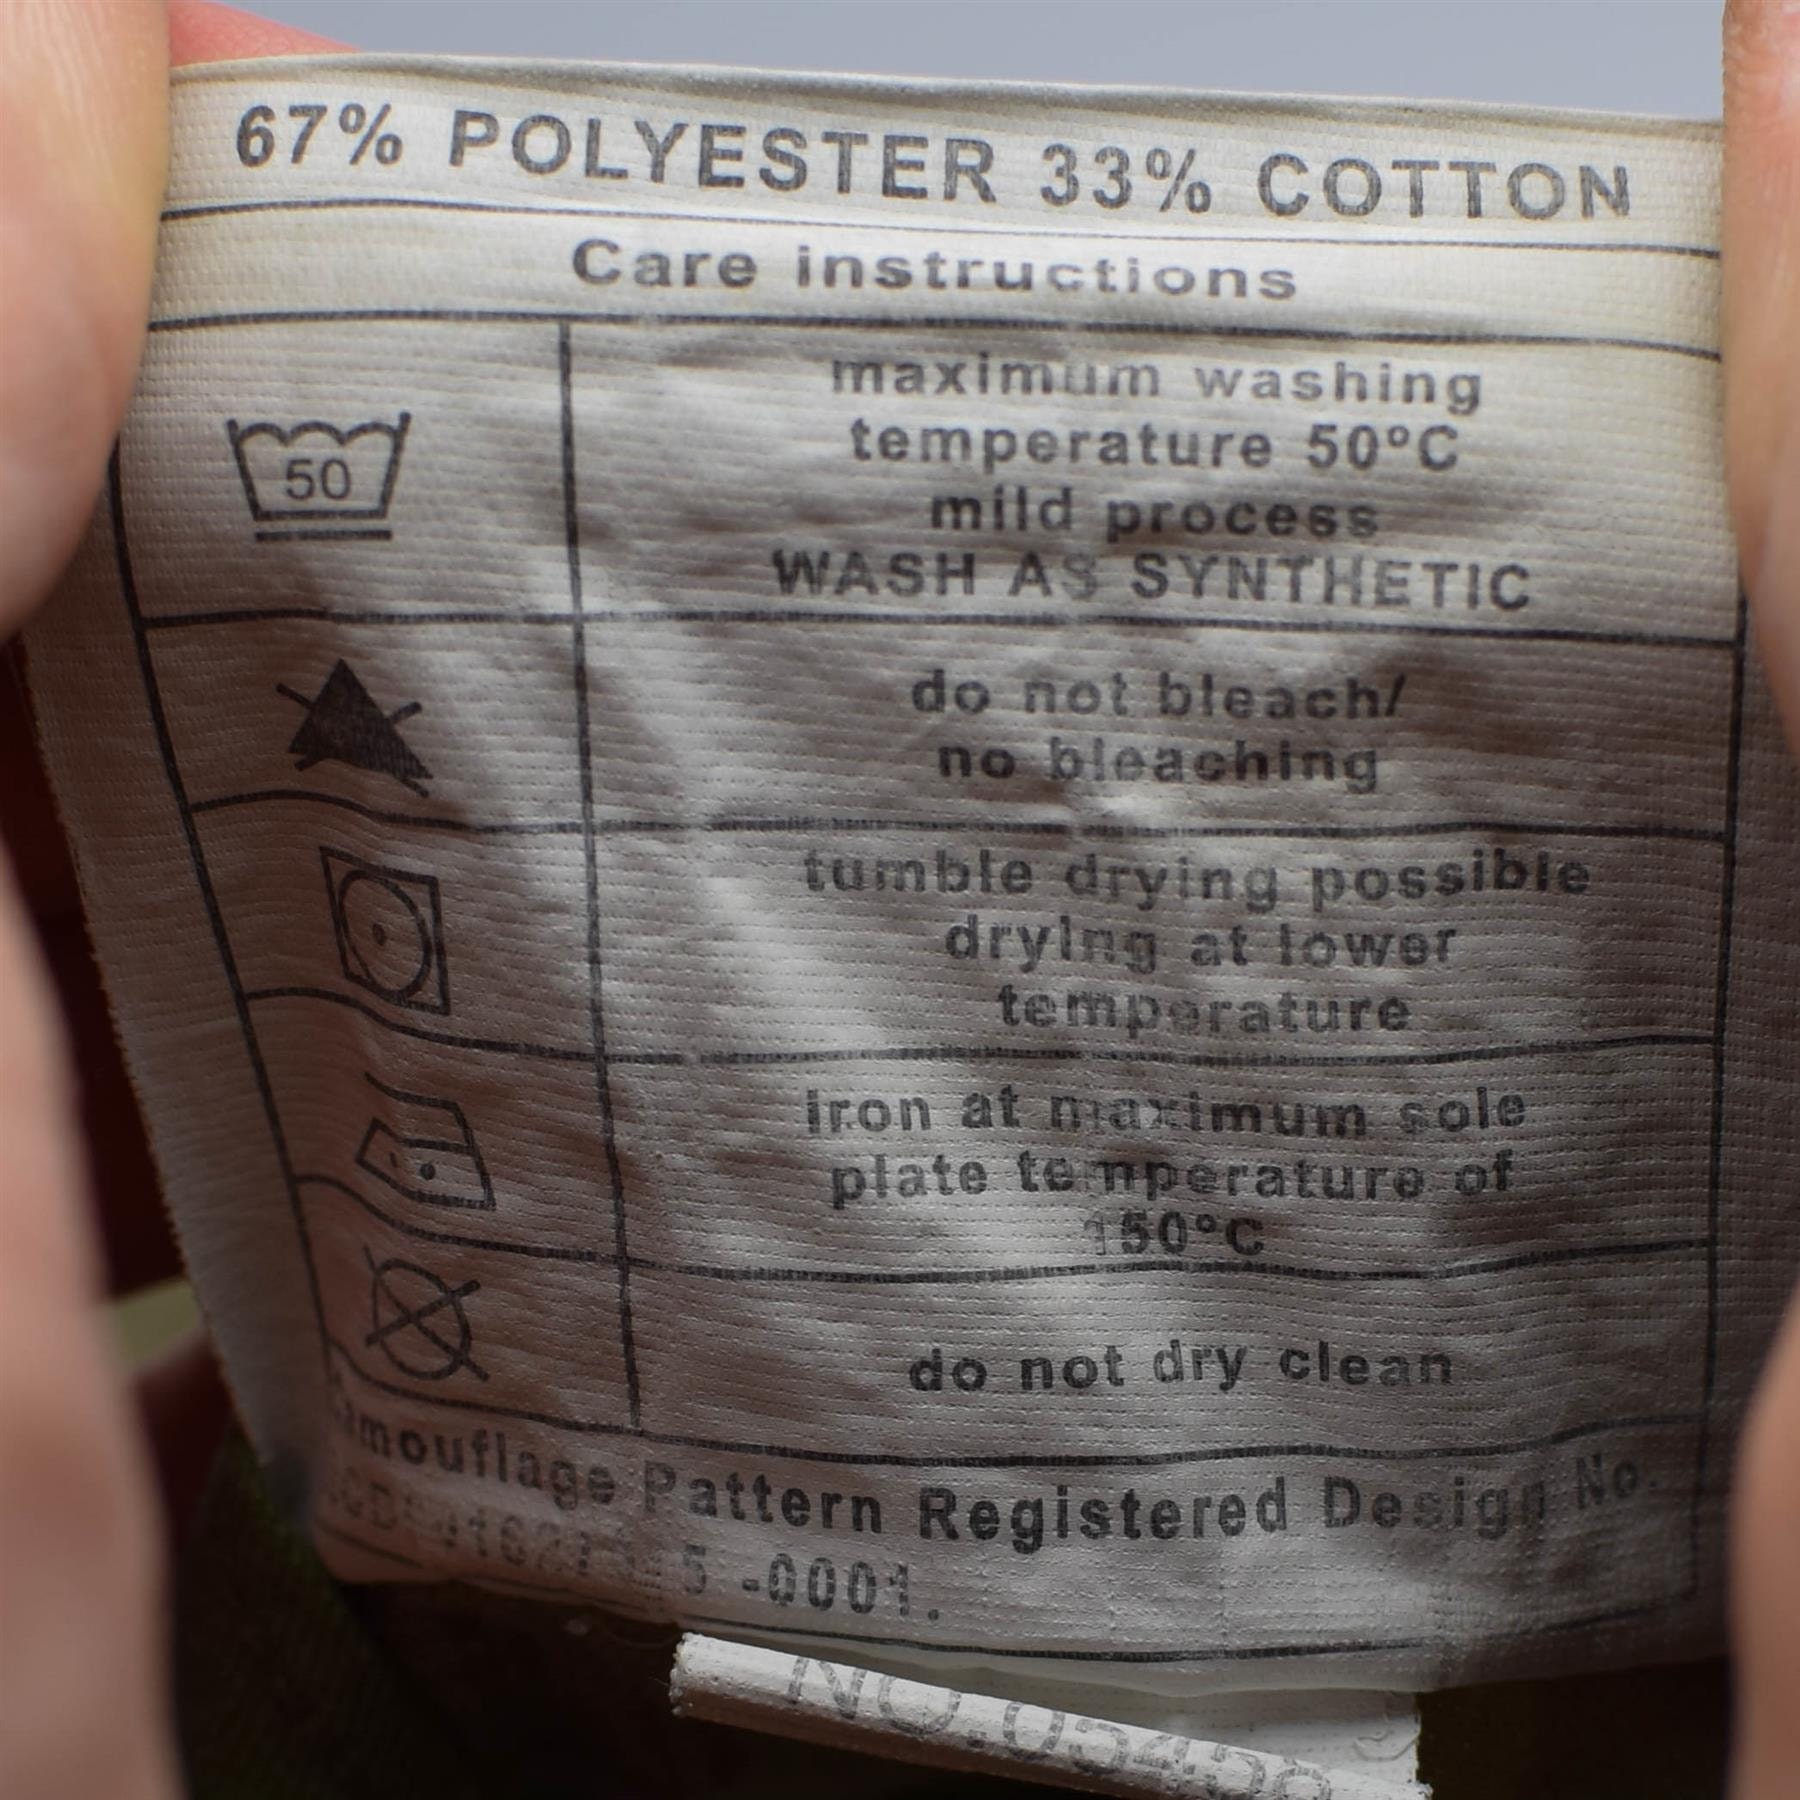 67% POLYESTER 33% COTTON
Care instructions
50
maximum washing
temperature 50°C
mild process
WASH AS SYNTHETIC
do not bleach/
no bleaching
tumble drying possible
drying at lower
temperature
Iron at maximum sole
plate temperature of
150°C
do not dry clean
Camouflage Pattern Registered Design No.
-0001.